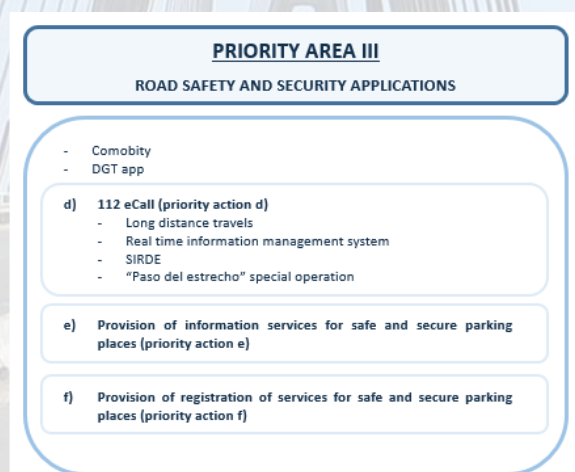 PRIORITY AREA III
ROAD SAFETY AND SECURITY APPLICATIONS
- Comobity
- DGT app
d) 112 eCall (priority action d)
- Long distance travels
- Real time information management system
- SIRDE
- “Paso del estrecho” special operation
e) Provision of information services for safe and secure parking
places (priority action e)
f) Provision of registration of services for safe and secure parking
places (priority action f)